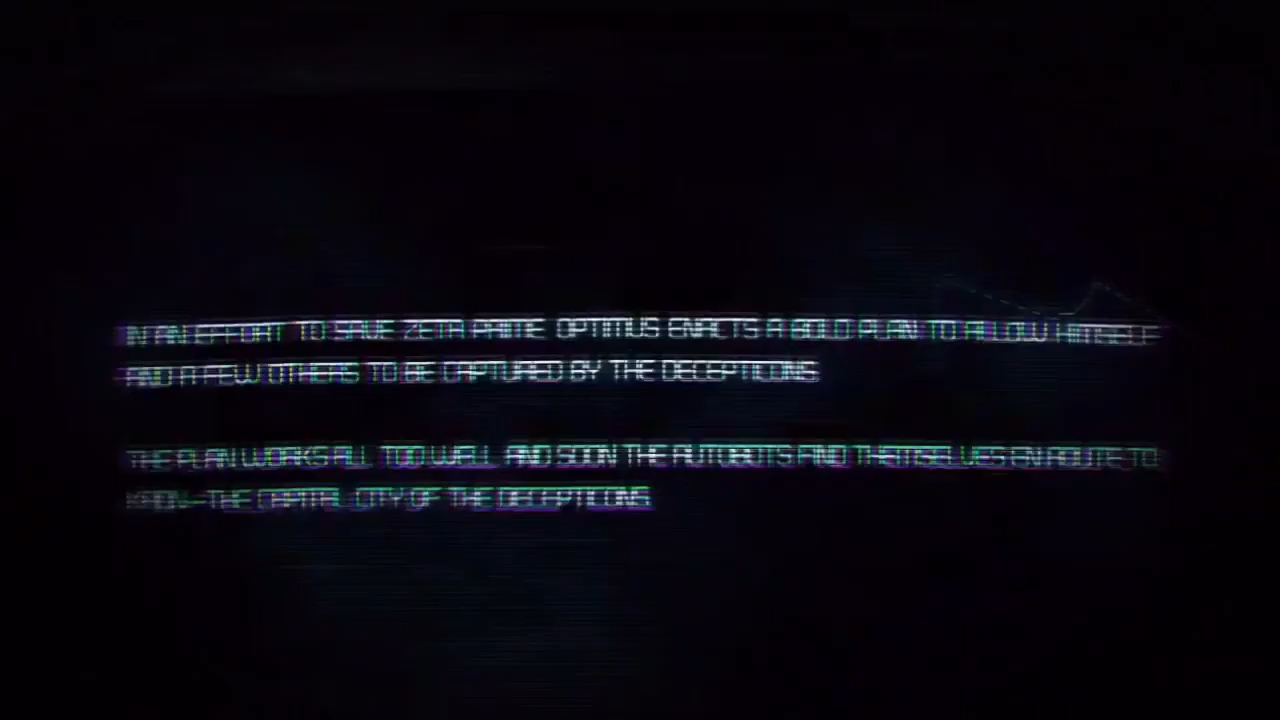 IN AN EFFORT TO SAVE ZETA PRIME OPTIMUS ENACTS A BOLD PLAN TO ALLOW HIMSELF
AND A FEW OTHERS TO BE CAPTURED BY THE DECEPTICONS
THE PLAN WORKS ALL TOO WELL AND SOON THE AUTOBOTS FIND THEMSELVES EN ROUTE TO
KAON—THE CAPITAL CITY OF THE DECEPTICONS